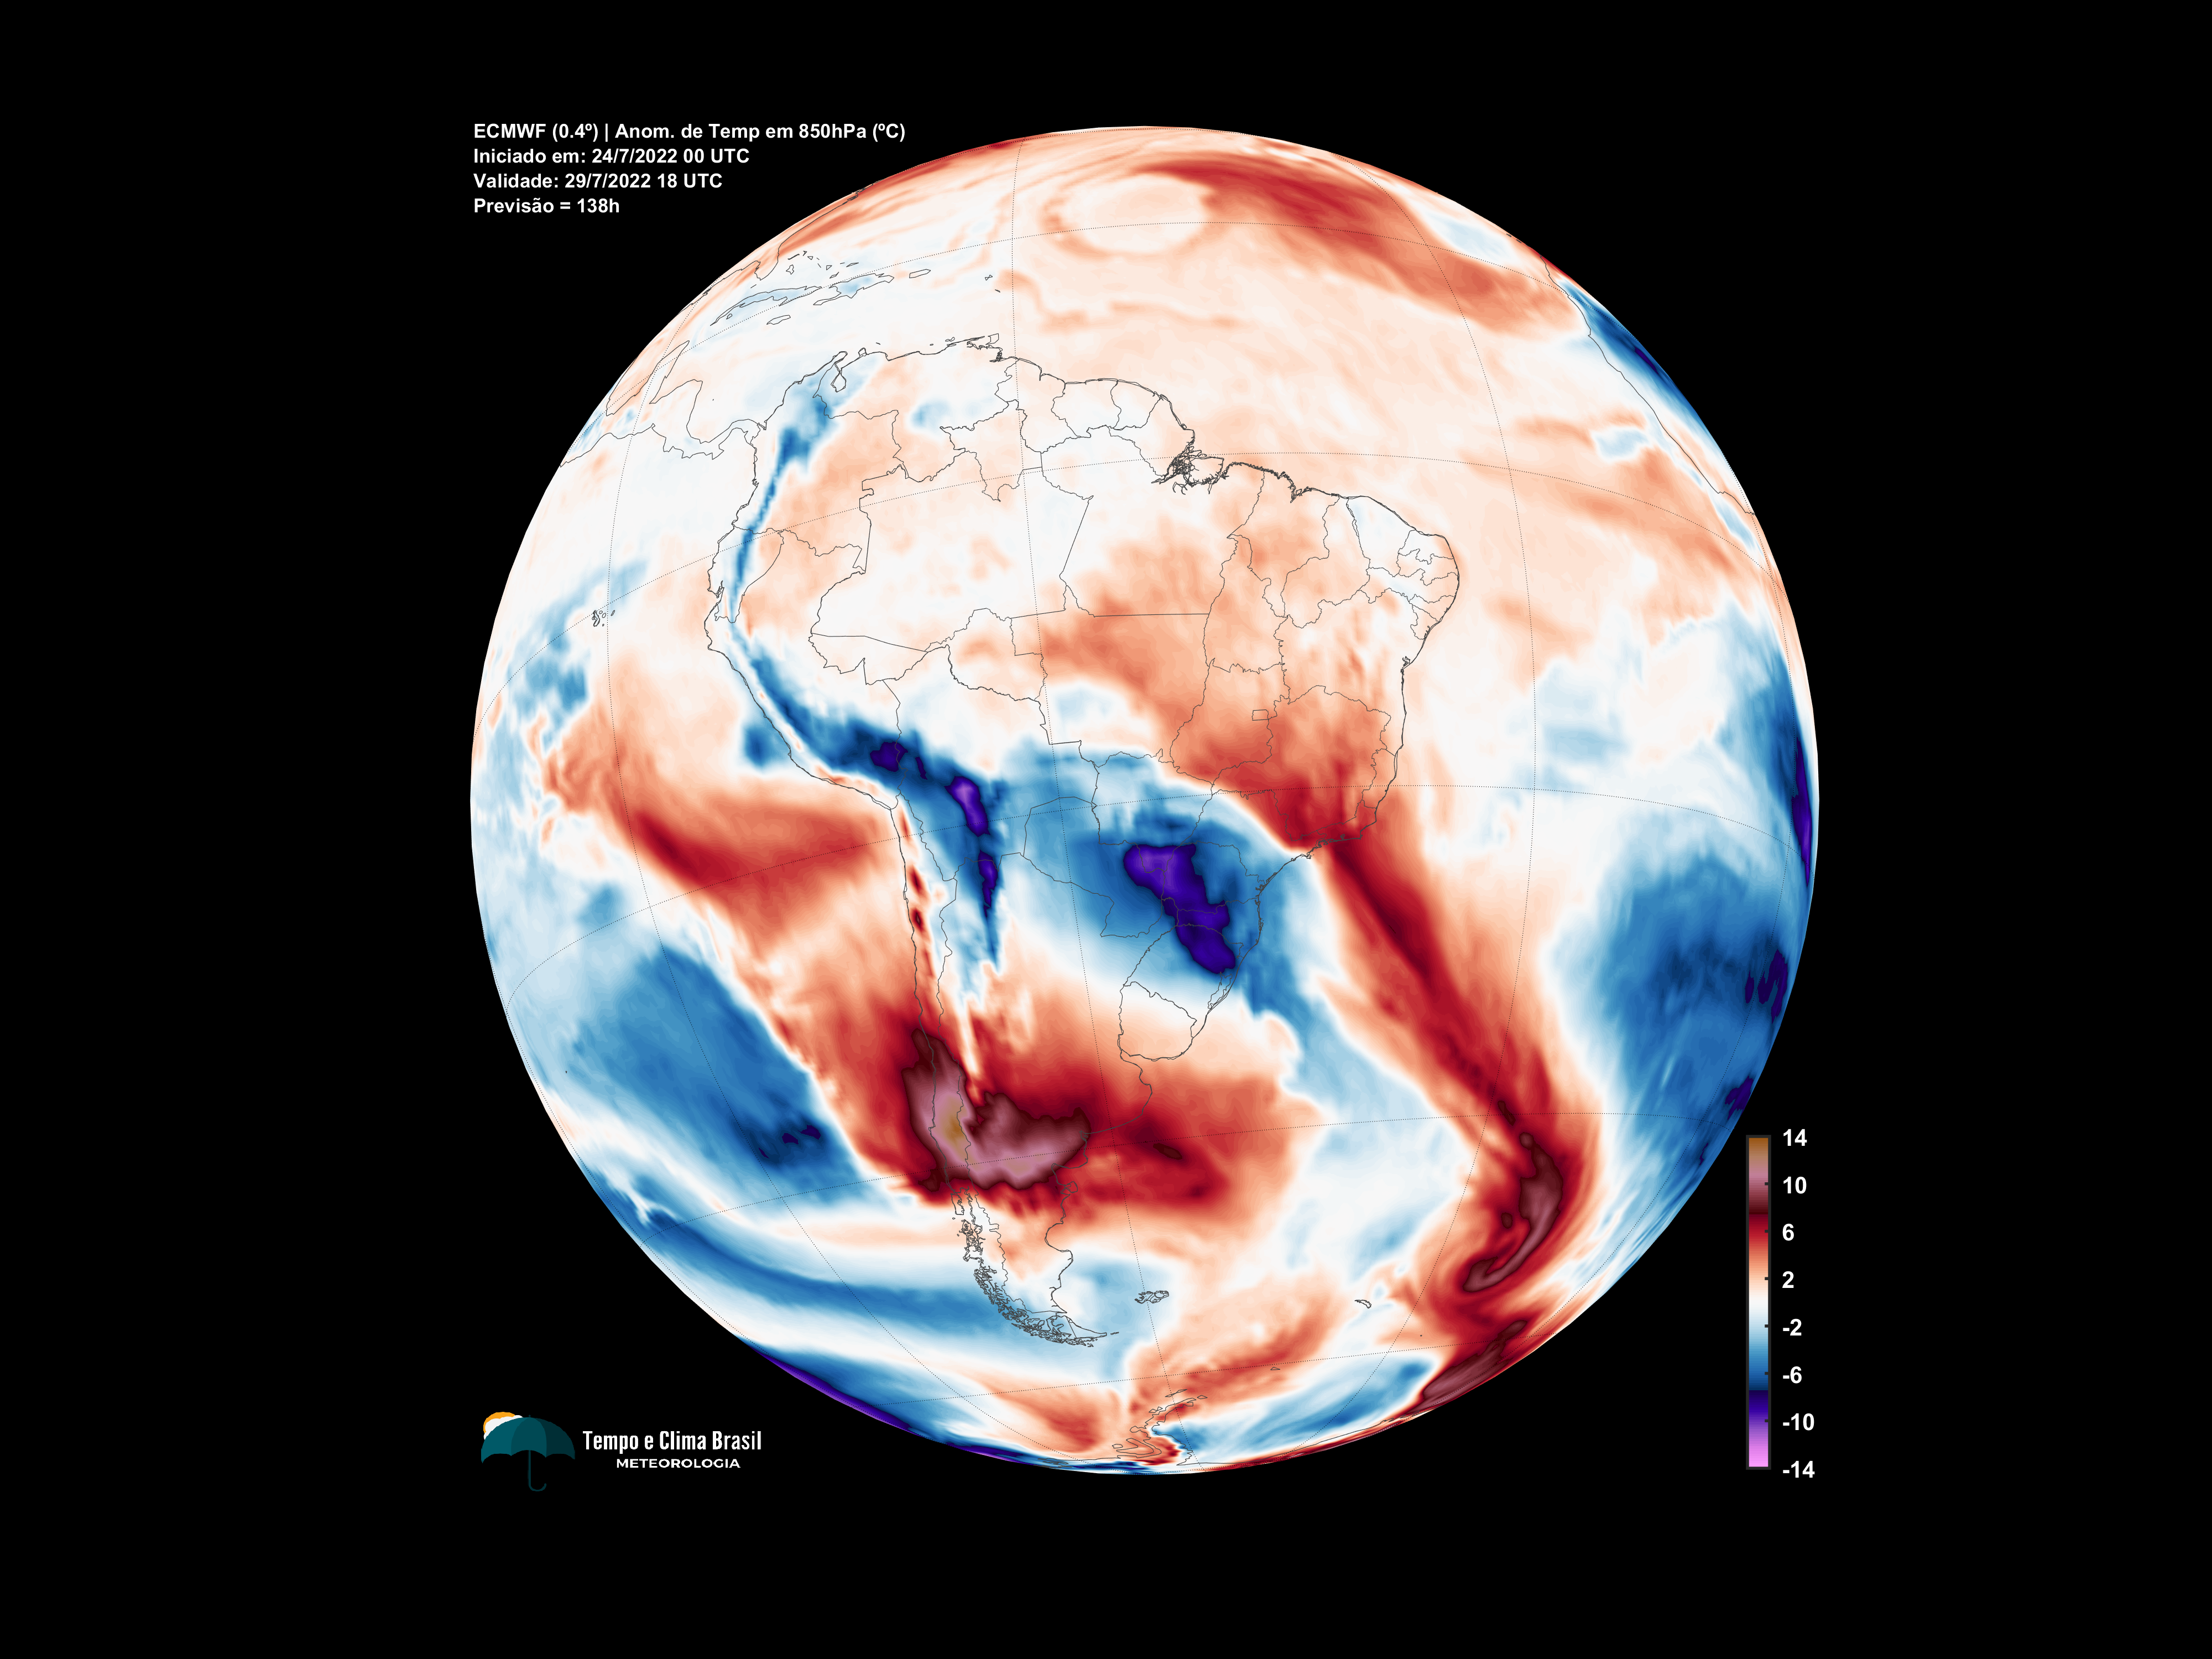 ECMWF (0.4º) | Anom. de Temp em 850hPa (ºC)
Iniciado em: 24/7/2022 00 UTC
Validade: 29/7/2022 18 UTC
Previsão = 138h
14
10
6
2
-2
-6
-10
-14
Tempo e Clima Brasil
METEOROLOGIA